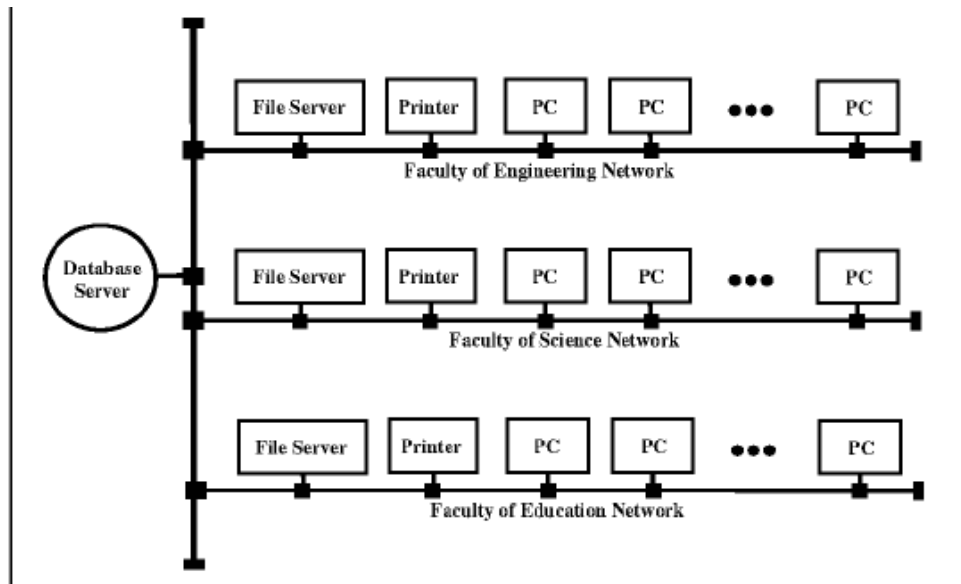 File Server
Printer
PC
PC
PC
Faculty of Engineering Network
Database
Server
File Server
Printer
PC
PC
PC
Faculty of Science Network
File Server
Printer
PC
PC
PC
Faculty of Education Network